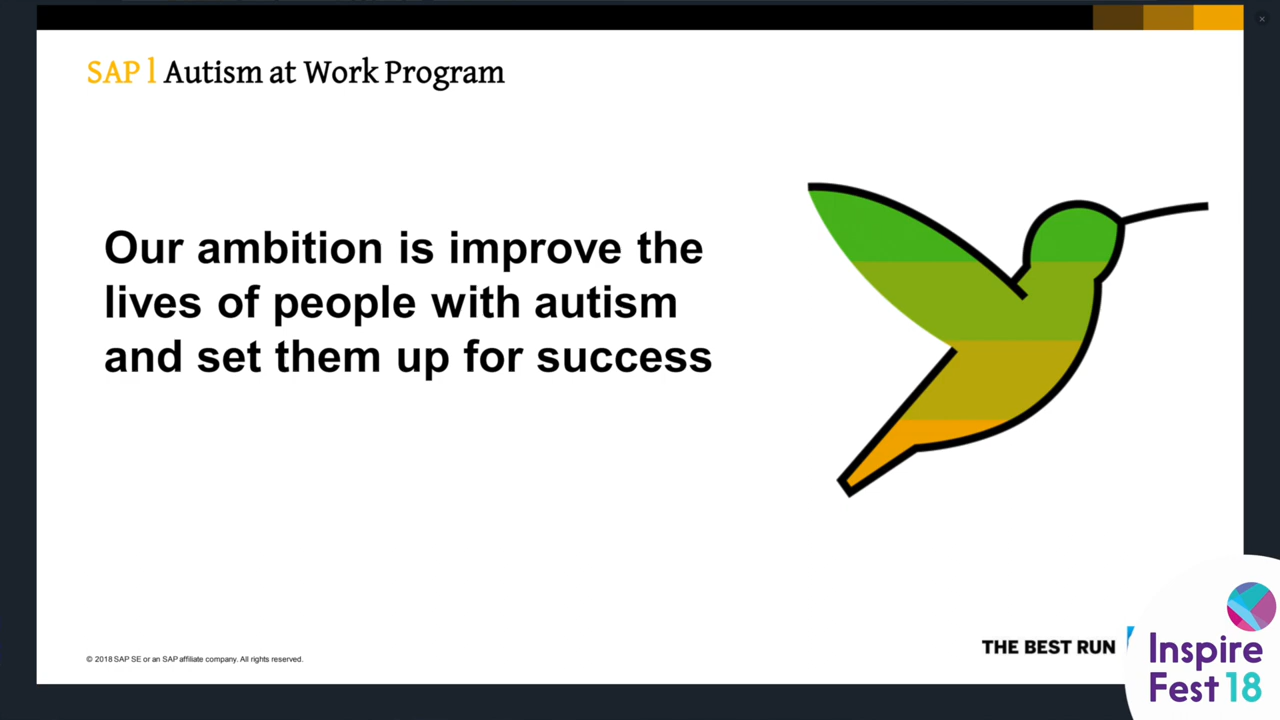 SAP l Autism at Work Program
Our ambition is improve the
lives of people with autism
and set them up for success
© 2018 SAP SE or an SAP affiliate company. All rights reserved.
THE BEST RUN
Inspire
Fest 18